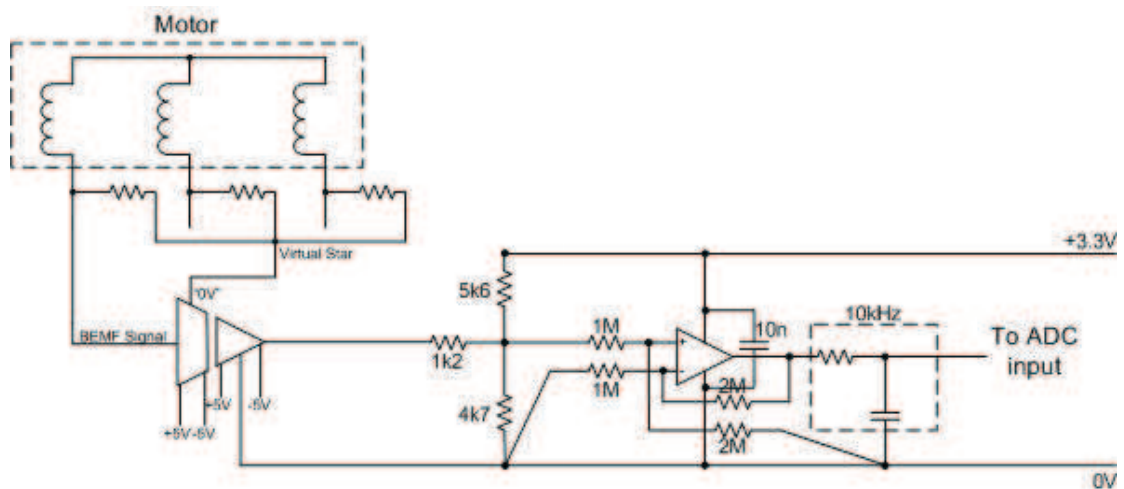 Motor
Virtual Star
"0V"
BEMF Signal
+5V
-5V
+5V
-5V
1k2
5k6
4k7
1M
1M
+
-
10n
2M
2M
10kHz
+3.3V
To ADC
input
0V